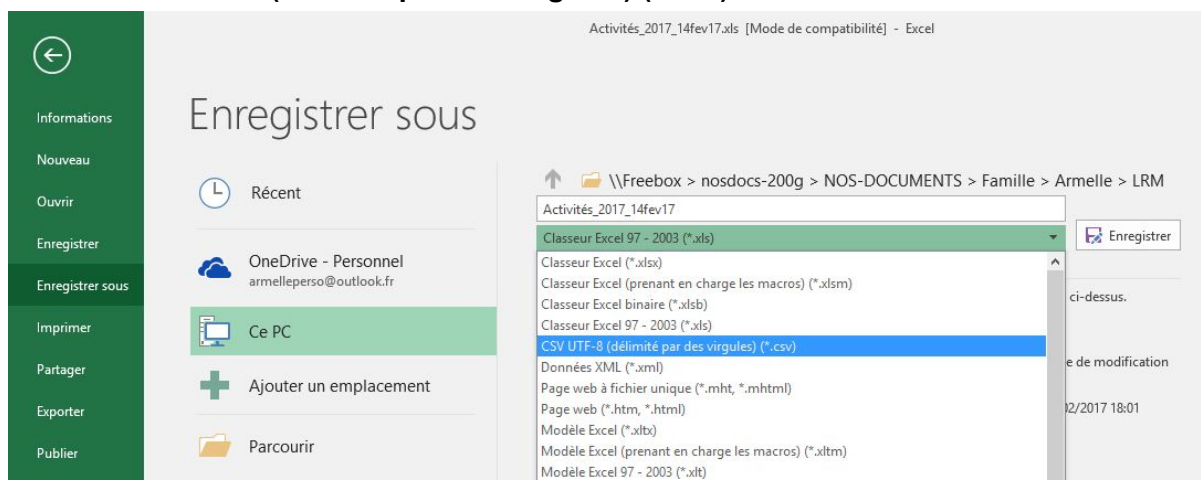 Activités_2017_14fev17.xls [Mode de compatibilité] - Excel
Informations
Nouveau
Ouvrir
Enregistrer
Enregistrer sous
Imprimer
Partager
Exporter
Publier
Enregistrer sous
Récent
OneDrive - Personnel
armelleperso@outlook.fr
Ce PC
Ajouter un emplacement
Parcourir
\\Freebox > nosdocs-200g > NOS-DOCUMENTS > Famille > Armelle > LRM
Activités_2017_14fev17
Classeur Excel 97 - 2003 (*.xls)
Enregistrer
Classeur Excel (*.xlsx)
Classeur Excel (prenant en charge les macros) (*.xlsm)
Classeur Excel binaire (*.xlsb)
Classeur Excel 97 - 2003 (*.xls)
CSV UTF-8 (délimité par des virgules) (*.csv)
Données XML (*.xml)
Page web à fichier unique (*.mht, *.mhtml)
Page web (*.htm, *.html)
Modèle Excel (*.xltx)
Modèle Excel (prenant en charge les macros) (*.xltm)
Modèle Excel 97 - 2003 (*.xlt)
ci-dessus.
e de modification
02/2017 18:01